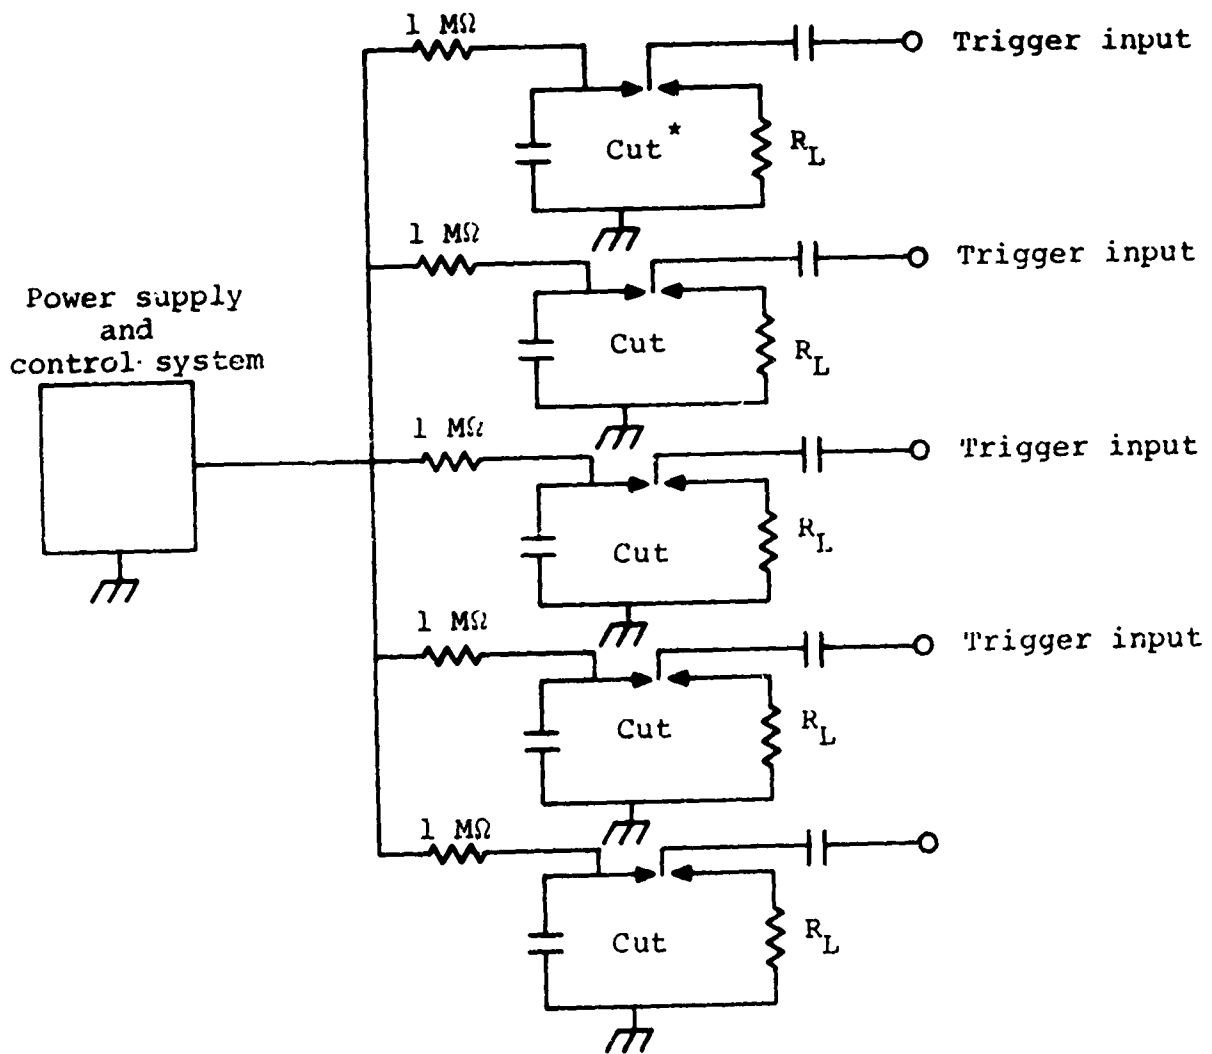 1 MΩ
Trigger input
Cut*
R_L
1 MΩ
Trigger input
Power supply
and
control system
Cut
R_L
1 MΩ
Trigger input
Cut
R_L
1 MΩ
Trigger input
Cut
R_L
1 MΩ
Cut
R_L